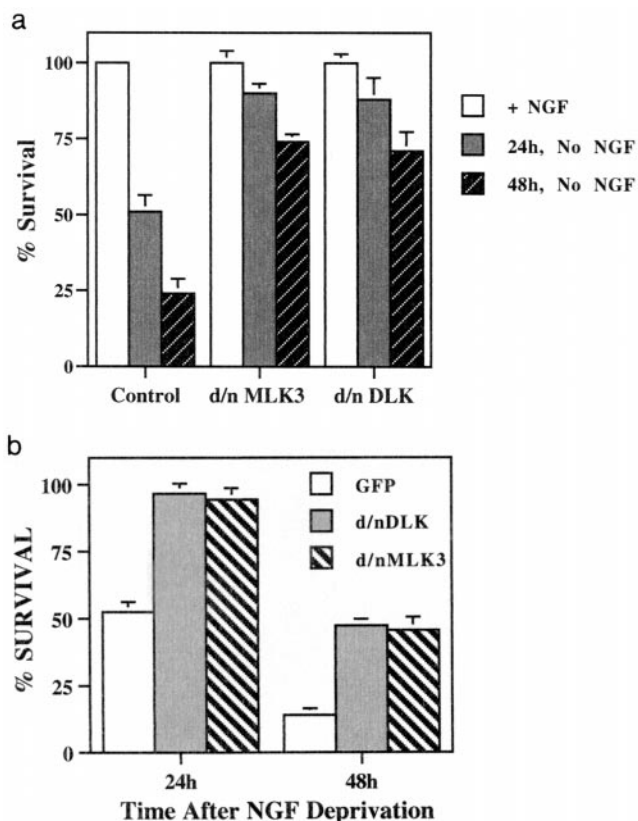 a
% Survival
100
75
50
25
0
Control
d/n MLK3
d/n DLK
+ NGF
24h, No NGF
48h, No NGF
b
% SURVIVAL
100
75
50
25
0
GFP
d/nDLK
d/nMLK3
24h
48h
Time After NGF Deprivation